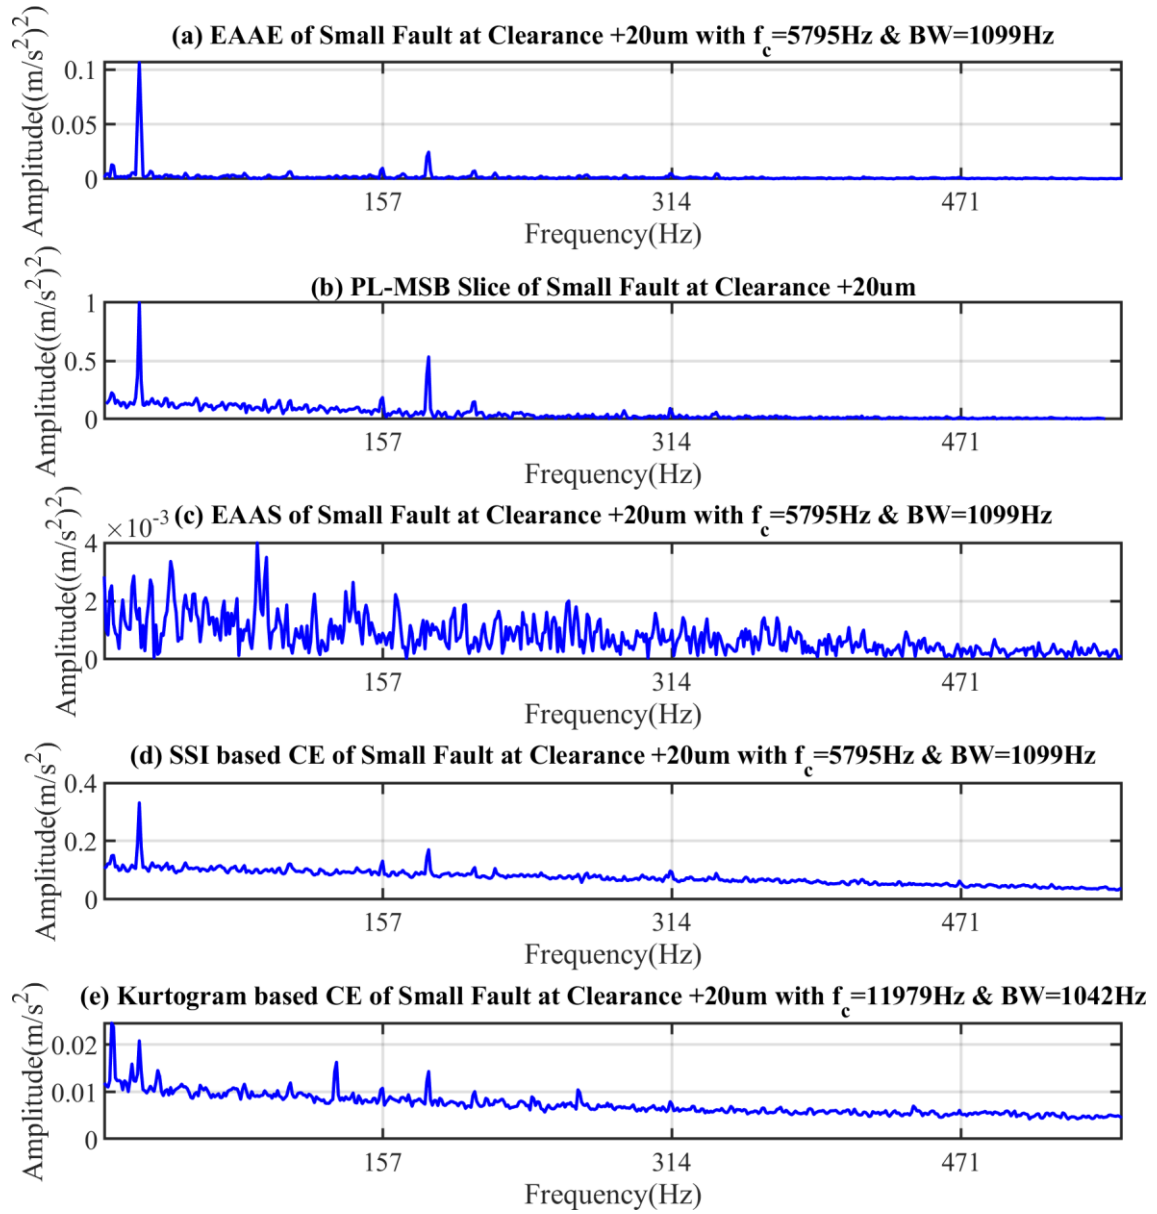 (a) EAAE of Small Fault at Clearance +20um with f_c=5795Hz & BW=1099Hz
Amplitude((m/s²)²)
0.1
0.05
0
157 314 471
Frequency(Hz)
(b) PL-MSB Slice of Small Fault at Clearance +20um
Amplitude((m/s²)²)
1
0.5
0
157 314 471
Frequency(Hz)
×10⁻³ (c) EAAS of Small Fault at Clearance +20um with f_c=5795Hz & BW=1099Hz
Amplitude((m/s²)²)
4
2
0
157 314 471
Frequency(Hz)
(d) SSI based CE of Small Fault at Clearance +20um with f_c=5795Hz & BW=1099Hz
Amplitude(m/s²)
0.4
0.2
0
157 314 471
Frequency(Hz)
(e) Kurtogram based CE of Small Fault at Clearance +20um with f_c=11979Hz & BW=1042Hz
Amplitude(m/s²)
0.02
0.01
0
157 314 471
Frequency(Hz)